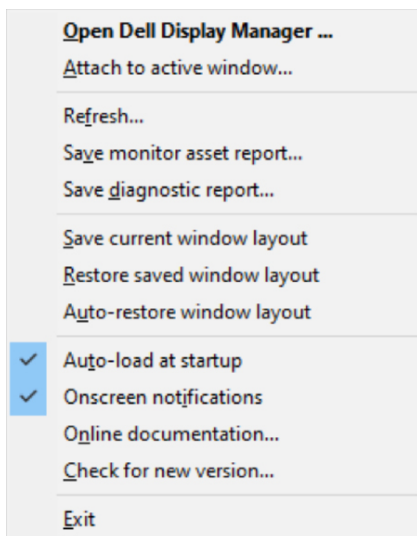 Open Dell Display Manager ...
Attach to active window...
Refresh...
Save monitor asset report...
Save diagnostic report...
Save current window layout
Restore saved window layout
Auto-restore window layout
Auto-load at startup
Onscreen notifications
Online documentation...
Check for new version...
Exit